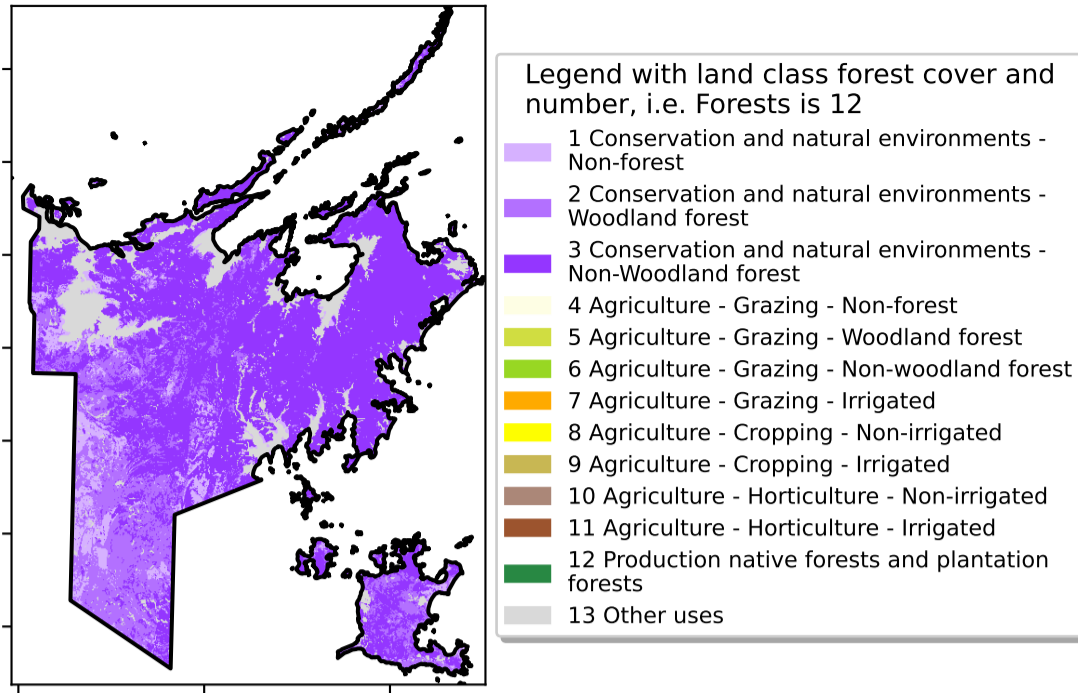 Legend with land class forest cover and
number, i.e. Forests is 12
1 Conservation and natural environments -
Non-forest
2 Conservation and natural environments -
Woodland forest
3 Conservation and natural environments -
Non-Woodland forest
4 Agriculture - Grazing - Non-forest
5 Agriculture - Grazing - Woodland forest
6 Agriculture - Grazing - Non-woodland forest
7 Agriculture - Grazing - Irrigated
8 Agriculture - Cropping - Non-irrigated
9 Agriculture - Cropping - Irrigated
10 Agriculture - Horticulture - Non-irrigated
11 Agriculture - Horticulture - Irrigated
12 Production native forests and plantation
forests
13 Other uses